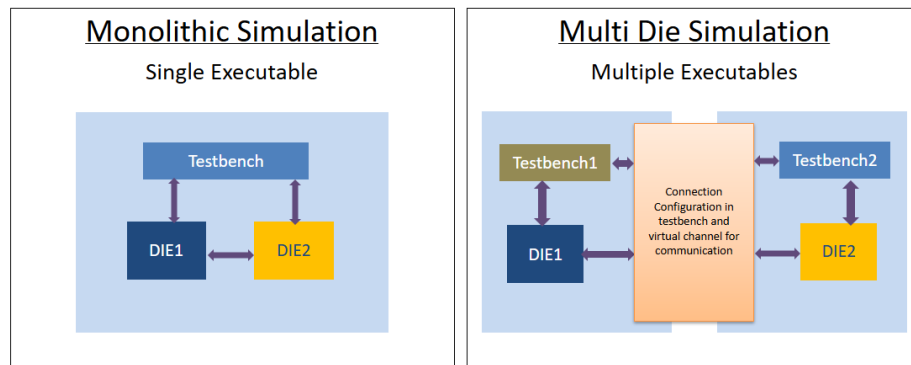 Monolithic Simulation
Single Executable
Testbench
DIE1
DIE2
Multi Die Simulation
Multiple Executables
Testbench1
Testbench2
Connection
Configuration in
testbench and
virtual channel for
communication
DIE1
DIE2